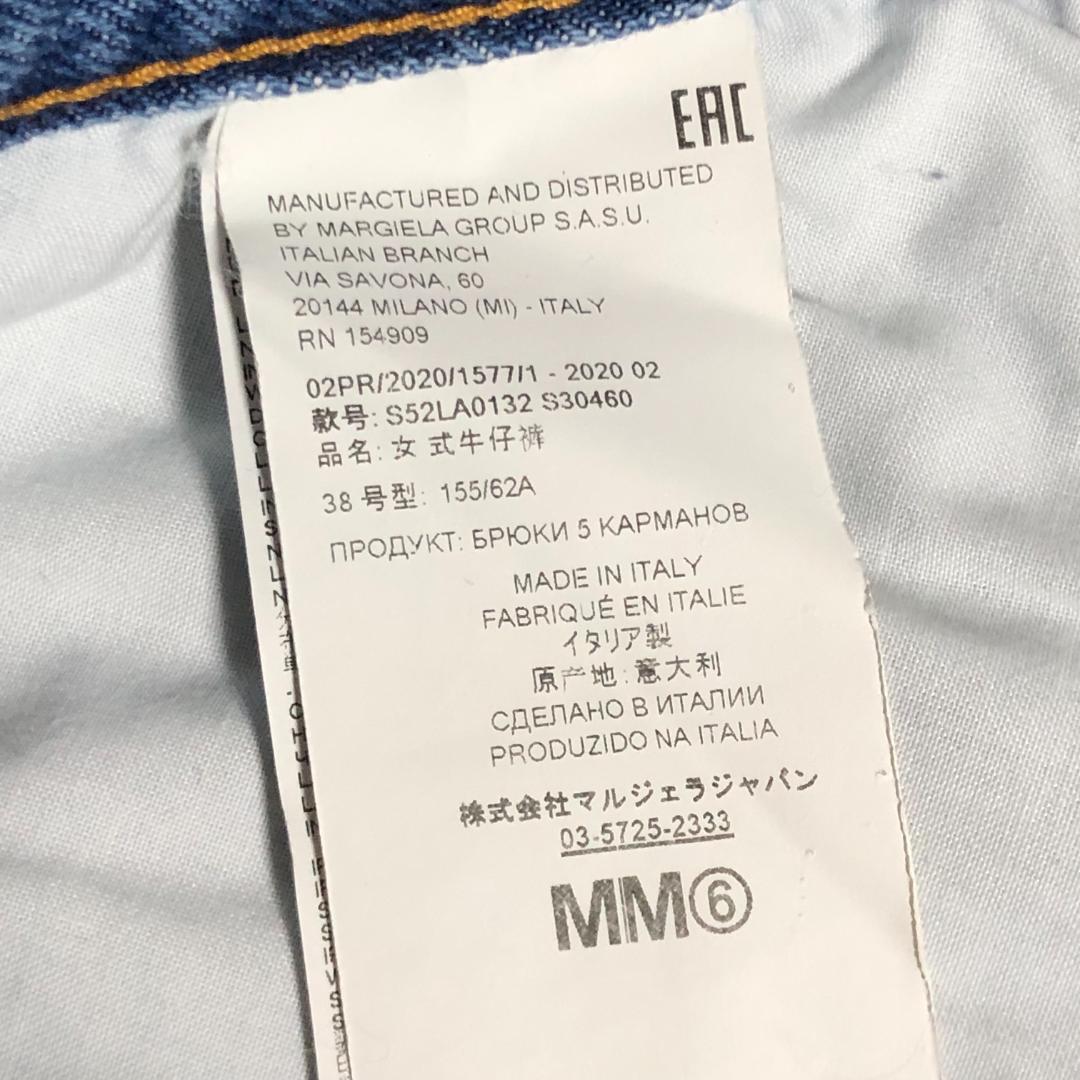 EAC
MANUFACTURED AND DISTRIBUTED
BY MARGIELA GROUP S.A.S.U.
ITALIAN BRANCH
VIA SAVONA, 60
20144 MILANO (MI) - ITALY
RN 154909
02PR/2020/1577/1 - 2020 02
款号: S52LA0132 S30460
品名: 女 式牛仔裤
38 号型: 155/62A
ПРОДУКТ: БРЮКИ 5 КАРМАНОВ
MADE IN ITALY
FABRIQUÉ EN ITALIE
イタリア製
原产地: 意大利
СДЕЛАНО В ИТАЛИИ
PRODUZIDO NA ITALIA
株式会社マルジェラジャパン
03-5725-2333
MM⑥